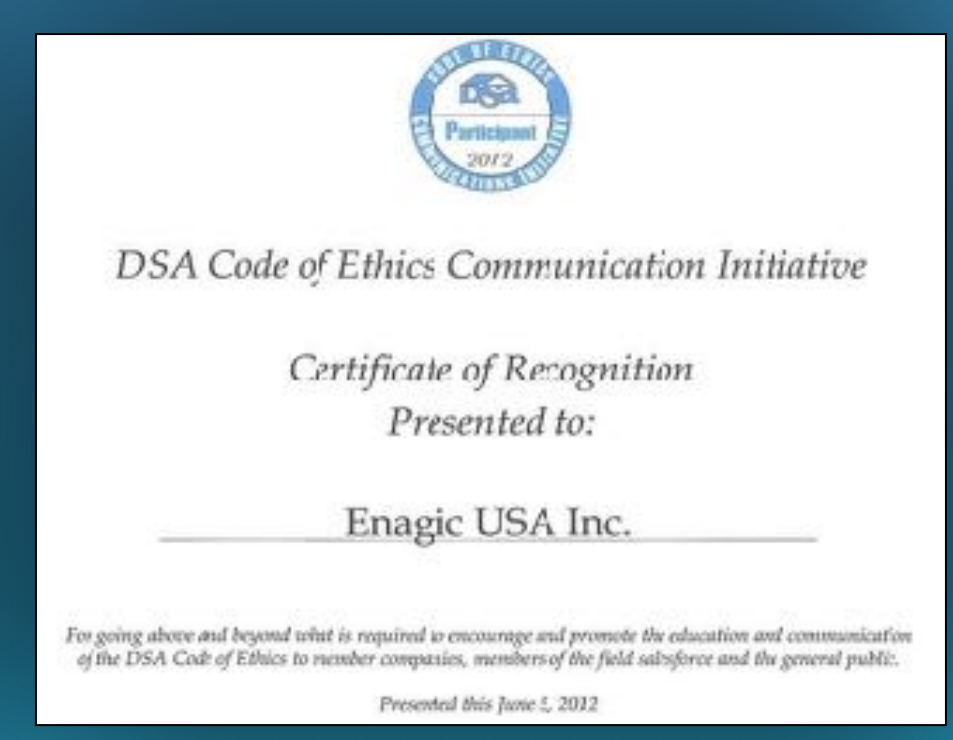 CODE OF ETHICS
DSA
Participant
2012
COMMUNICATIONS INITIATIVE
DSA Code of Ethics Communication Initiative
Certificate of Recognition
Presented to:
Enagic USA Inc.
For going above and beyond what is required to encourage and promote the education and communication
of the DSA Code of Ethics to member companies, members of the field salesforce and the general public.
Presented this June , 2012